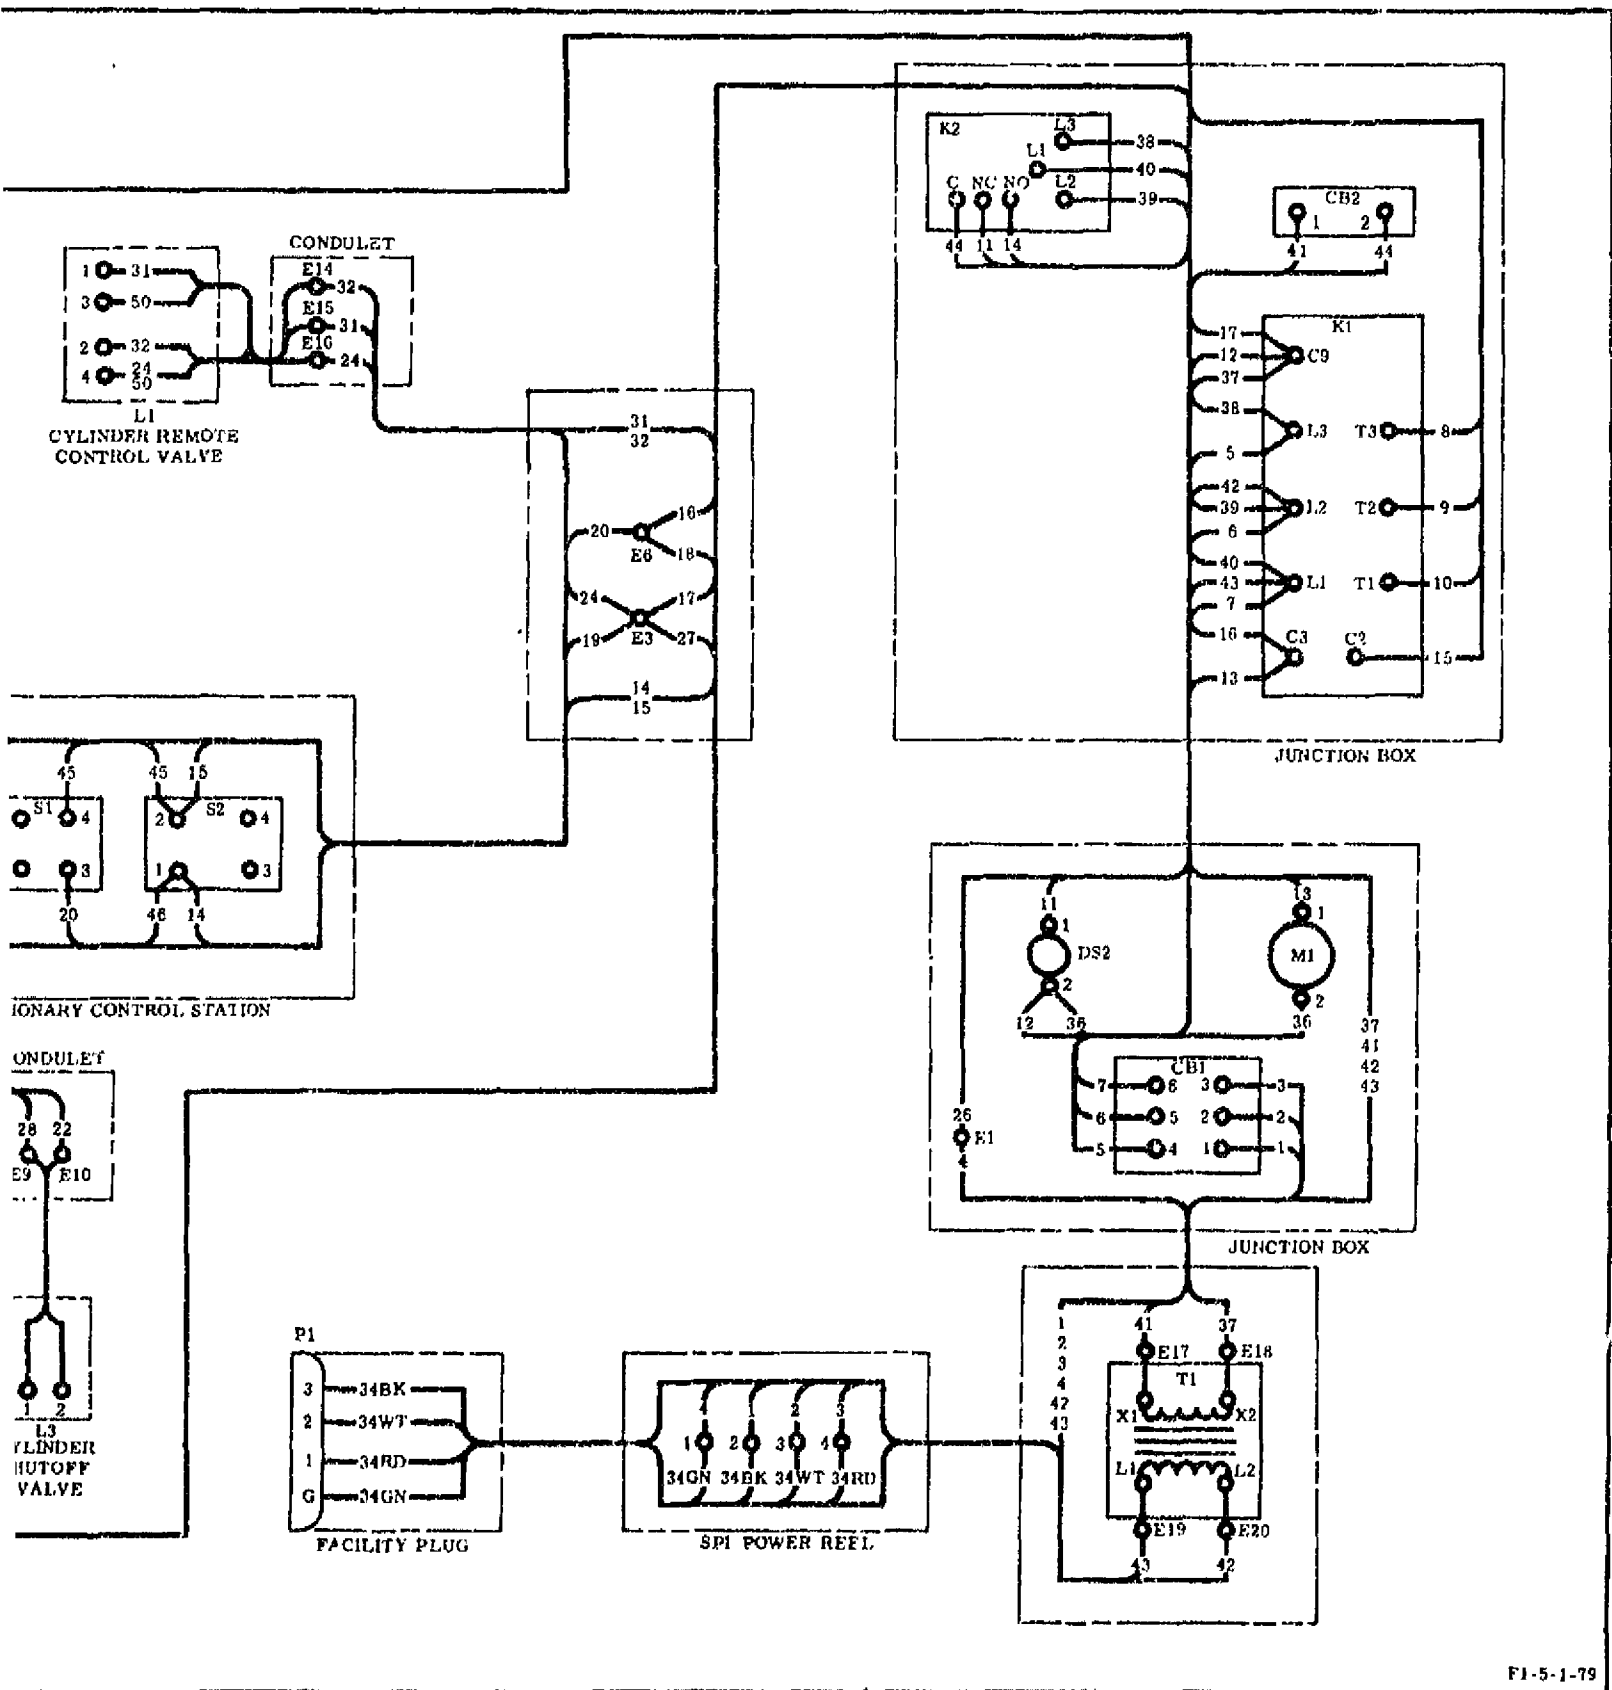 K2
L3
38
L1
40
C NC NO L2
39
44 11 14
CB2
1 2
41 44
CONDULET
1 31
3 50
2 32
4 24
50
E14
32
E15
31
E16
24
L1
CYLINDER REMOTE
CONTROL VALVE
31
32
20 16
E6 18
24 17
19 E3 27
14
15
K1
17
12 C9
37
38
L3 T3 8
5
42
39 L2 T2 9
6
40
43 L1 T1 10
7
16 C3 C2
15
13
JUNCTION BOX
45 45 15
S1 4 2 S2 4
3 1 3
20 46 14
IONARY CONTROL STATION
ONDULET
28 22
E9 E10
1 2
L3
YLINDER
HUTOFF
VALVE
11 13
1 1
DS2 M1
2 2
12 35 36
37
41
42
43
CB1
7 6 3 3
6 5 2 2
5 4 1 1
26
E1
4
JUNCTION BOX
P1
3 34BK
2 34WT
1 34RD
G 34GN
FACILITY PLUG
4 1 2 3
1 2 3 4
34GN 34BK 34WT 34RD
SPI POWER REEL
1
2
3
4
42
43
41 37
E17 E18
T1
X1 X2
L1 L2
E19 E20
43 42
F1-5-1-79